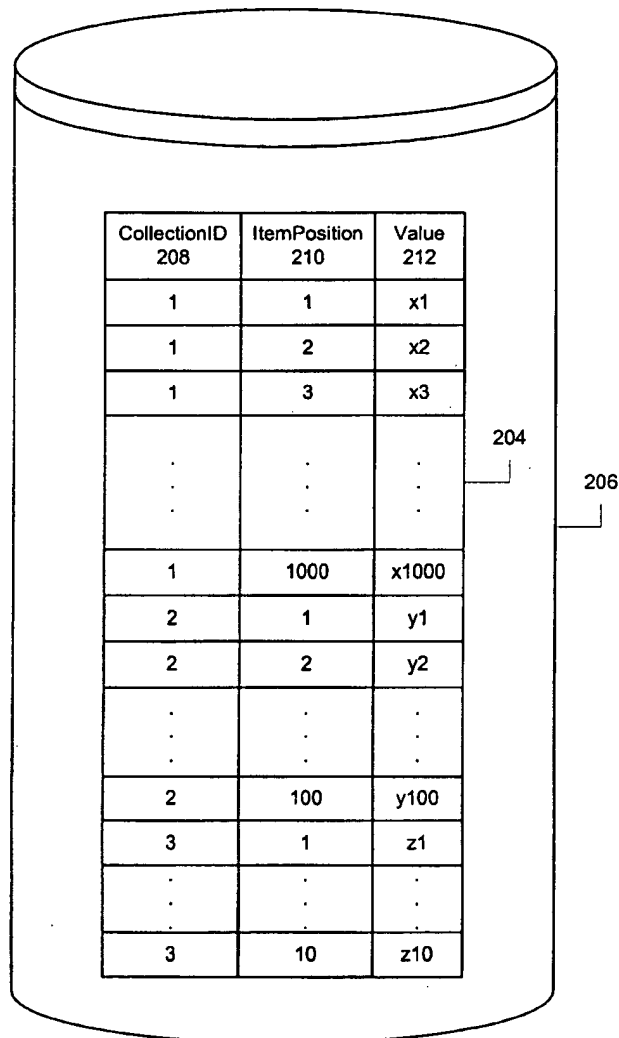 CollectionID ItemPosition Value
208 210 212
1 1 x1
1 2 x2
1 3 x3
. . .
. . .
. . .
204
206
1 1000 x1000
2 1 y1
2 2 y2
. . .
. . .
. . .
2 100 y100
3 1 z1
. . .
. . .
. . .
3 10 z10